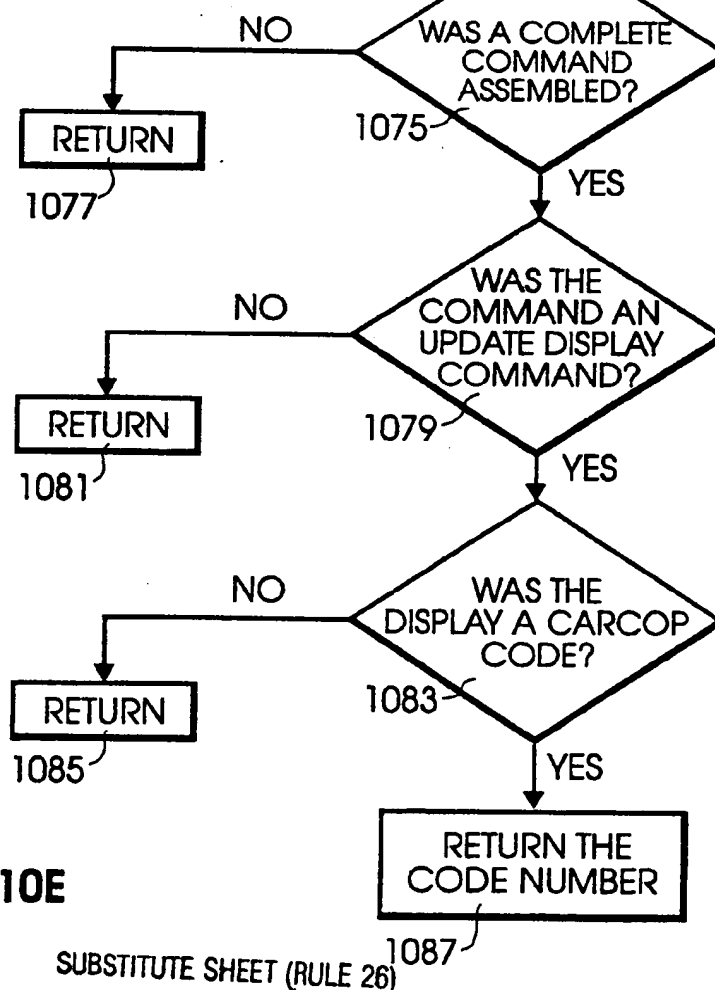 NO
WAS A COMPLETE
COMMAND
ASSEMBLED?
1075
RETURN
1077
YES
WAS THE
COMMAND AN
UPDATE DISPLAY
COMMAND?
NO
1079
RETURN
1081
YES
WAS THE
DISPLAY A CARCOP
CODE?
NO
1083
RETURN
1085
YES
RETURN THE
CODE NUMBER
1087
10E
SUBSTITUTE SHEET (RULE 26)